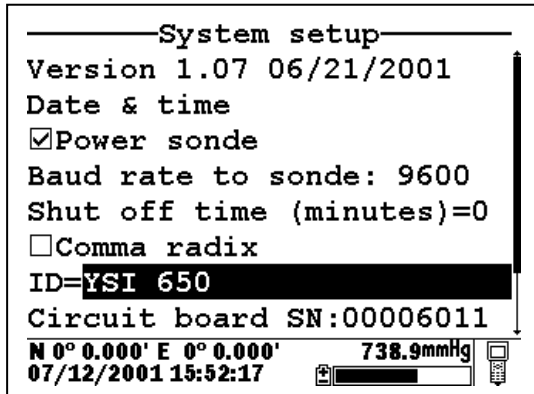 System setup
Version 1.07 06/21/2001
Date & time
☑Power sonde
Baud rate to sonde: 9600
Shut off time (minutes)=0
☐Comma radix
ID=YSI 650
Circuit board SN:00006011
N 0° 0.000' E 0° 0.000' 738.9mmHg
07/12/2001 15:52:17